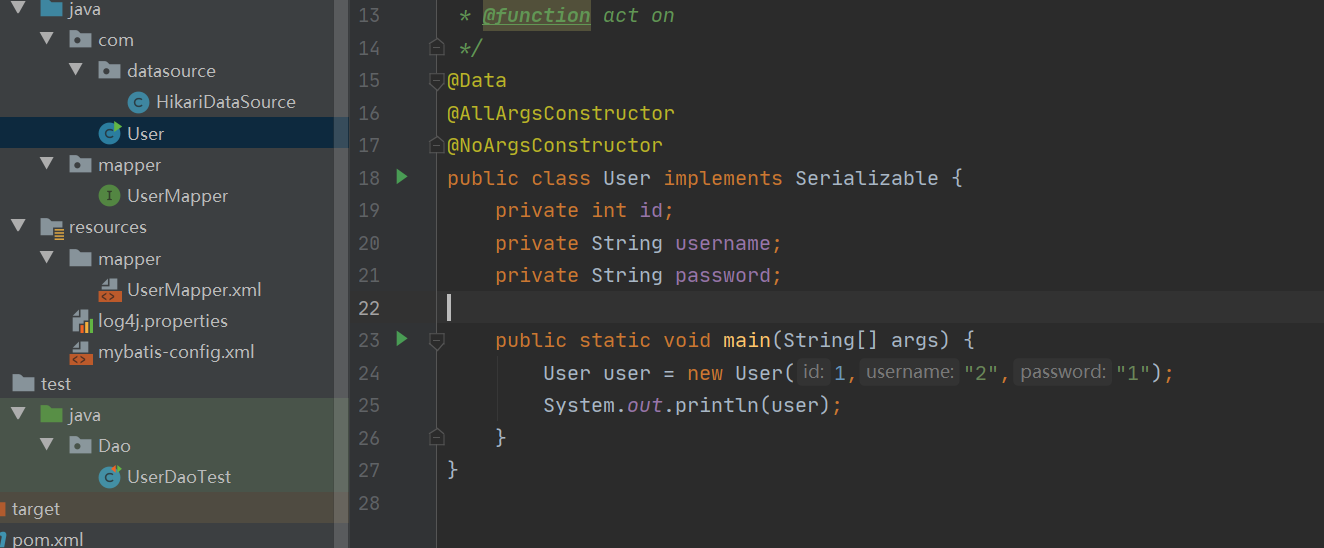 java
com
datasource
HikariDataSource
User
mapper
UserMapper
resources
mapper
UserMapper.xml
log4j.properties
mybatis-config.xml
test
java
Dao
UserDaoTest
target
pom.xml
13 * @function act on
14 */
15 @Data
16 @AllArgsConstructor
17 @NoArgsConstructor
18 public class User implements Serializable {
19 private int id;
20 private String username;
21 private String password;
22
23 public static void main(String[] args) {
24 User user = new User( id: 1, username: "2", password: "1");
25 System.out.println(user);
26 }
27 }
28